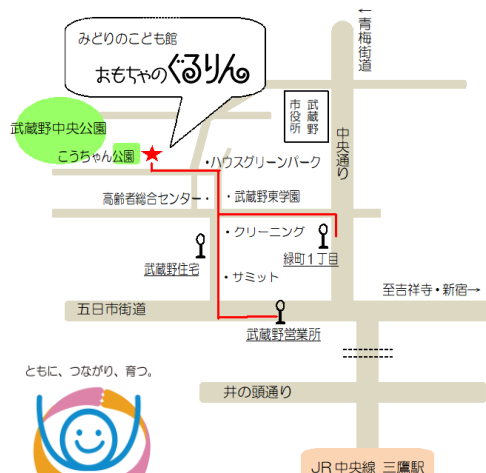 ←青梅街道
みどりのこども館
おもちゃのぐるりん
武蔵野市役所
武蔵野中央公園
中央通り
こうちゃん公園
・ハウスグリーンパーク
高齢者総合センター・
・武蔵野東学園
・クリーニング
緑町1丁目
武蔵野住宅
・サミット
至吉祥寺・新宿→
五日市街道
武蔵野営業所
ともに、つながり、育つ。
井の頭通り
JR中央線 三鷹駅